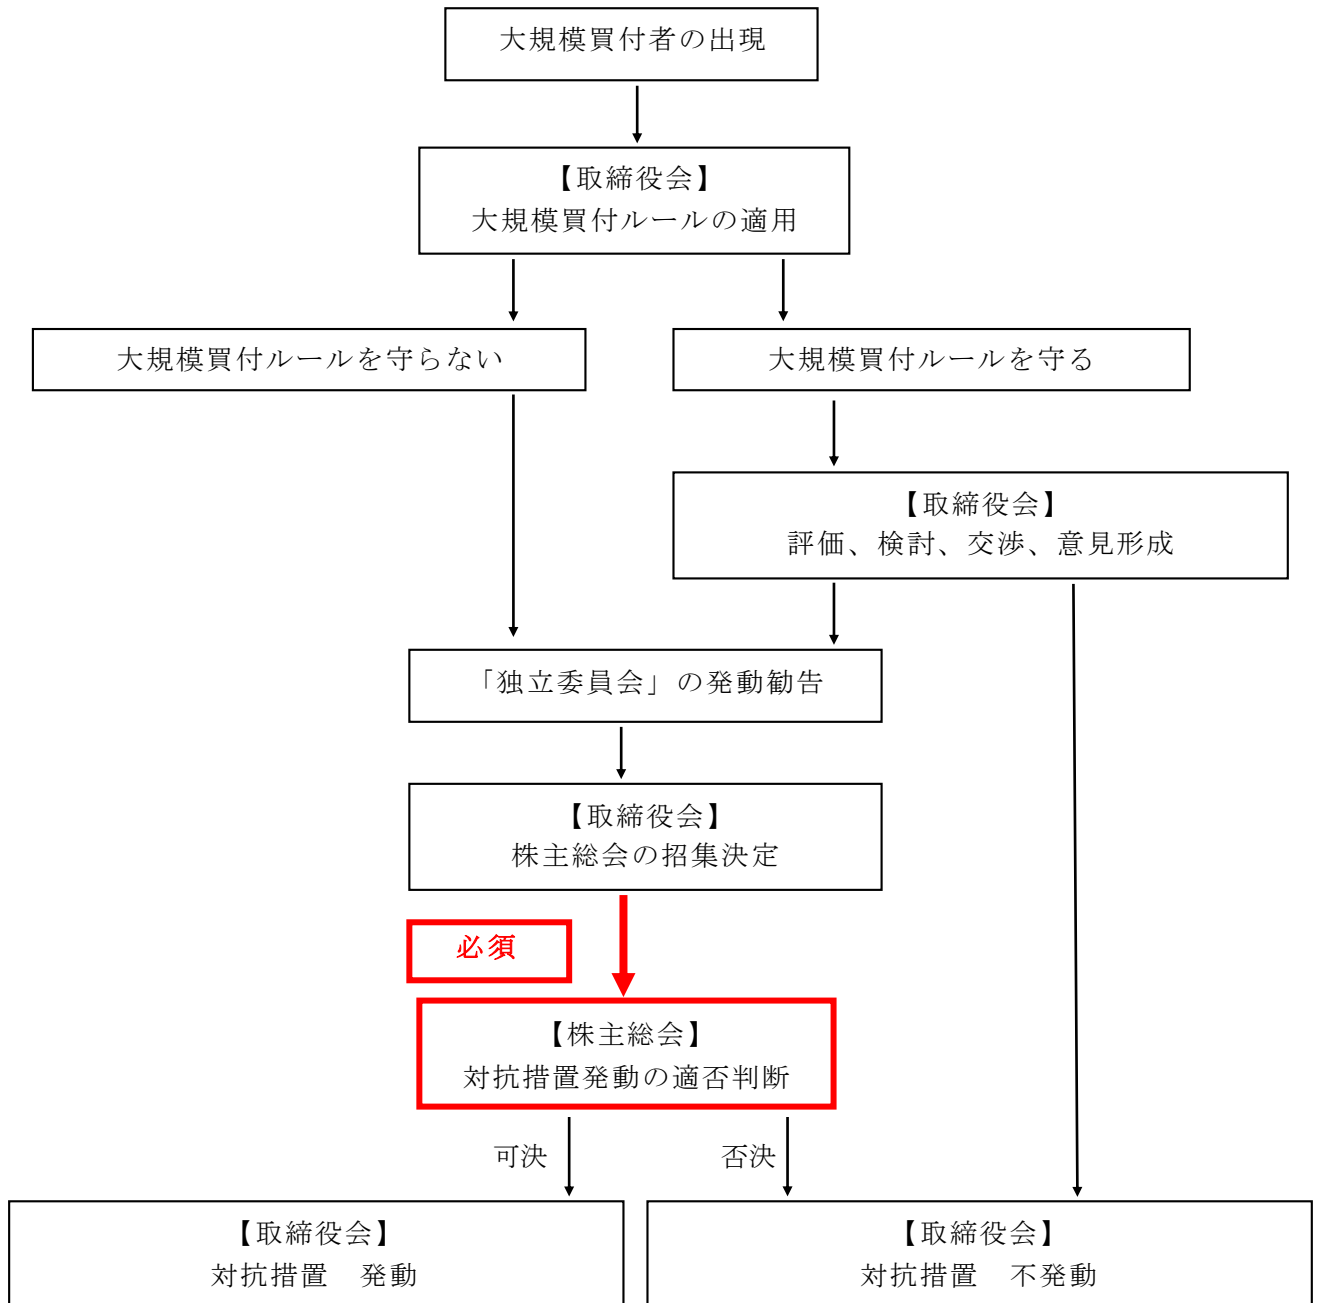 大規模買付者の出現
【取締役会】
大規模買付ルールの適用
大規模買付ルールを守らない
大規模買付ルールを守る
【取締役会】
評価、検討、交渉、意見形成
「独立委員会」の発動勧告
【取締役会】
株主総会の招集決定
必須
【株主総会】
対抗措置発動の適否判断
可決
否決
【取締役会】
対抗措置　発動
【取締役会】
対抗措置　不発動